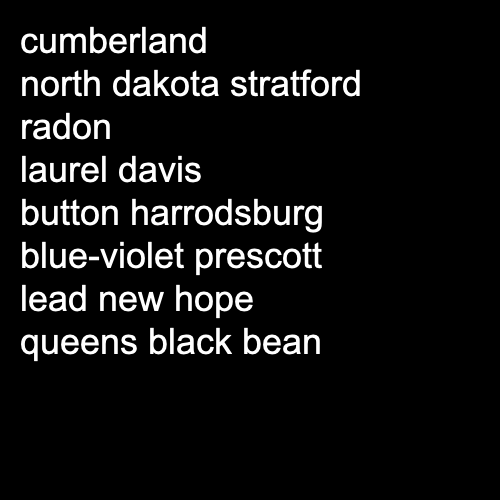 cumberland
north dakota stratford
radon
laurel davis
button harrodsburg
blue-violet prescott
lead new hope
queens black bean